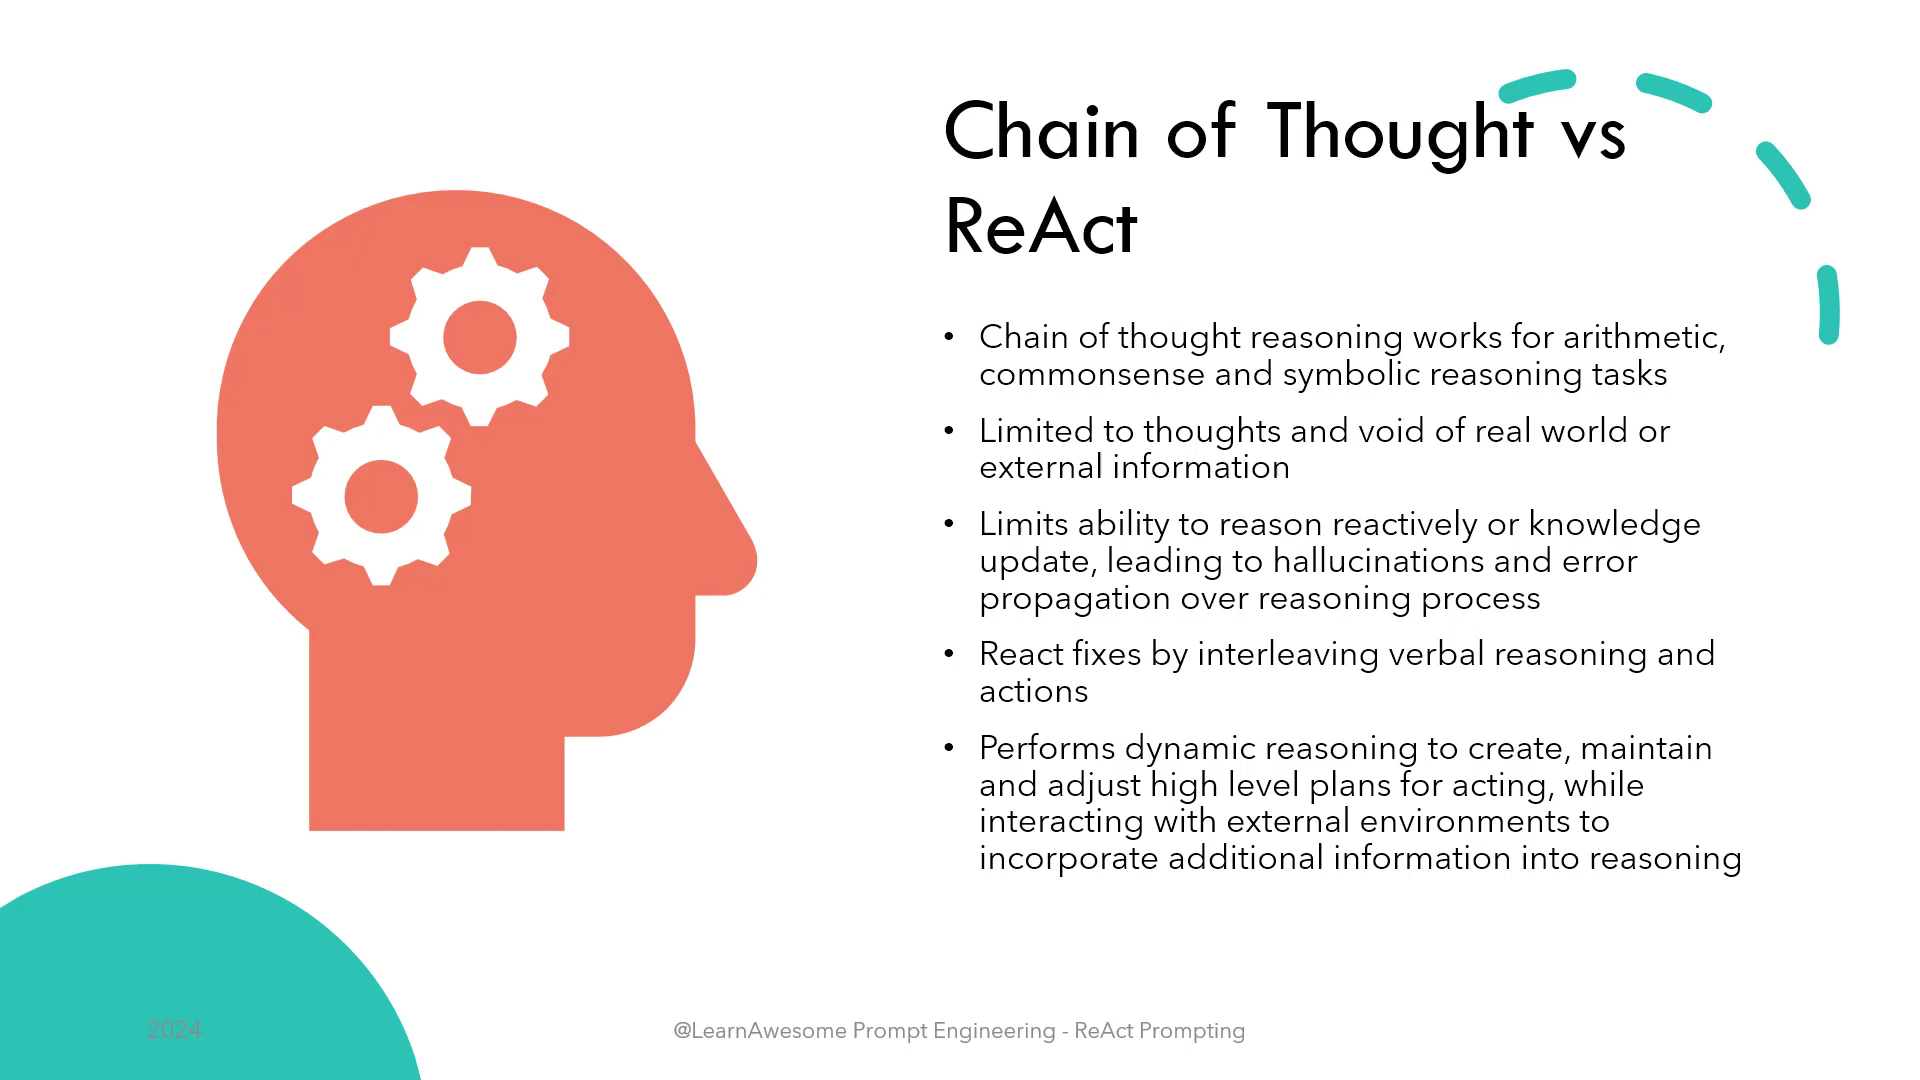 Chain of Thought vs
ReAct
• Chain of thought reasoning works for arithmetic,
commonsense and symbolic reasoning tasks
• Limited to thoughts and void of real world or
external information
• Limits ability to reason reactively or knowledge
update, leading to hallucinations and error
propagation over reasoning process
• React fixes by interleaving verbal reasoning and
actions
• Performs dynamic reasoning to create, maintain
and adjust high level plans for acting, while
interacting with external environments to
incorporate additional information into reasoning
2024
@LearnAwesome Prompt Engineering - ReAct Prompting